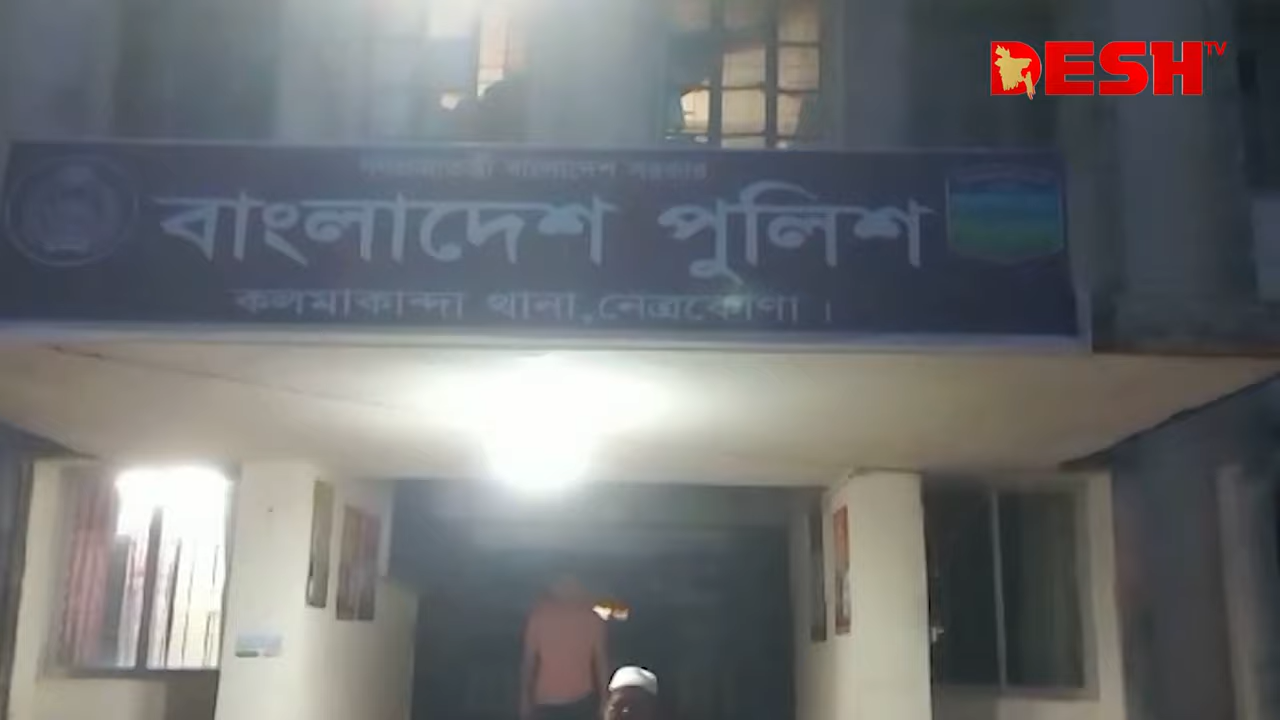 DESH TV
গণপ্রজাতন্ত্রী বাংলাদেশ সরকার
বাংলাদেশ পুলিশ
কলমাকান্দা থানা,নেত্রকোণা।